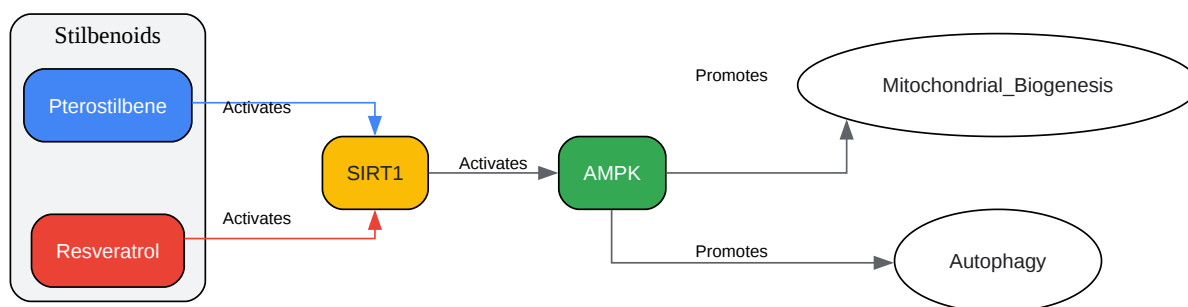 Stilbenoids
Pterostilbene
Activates
Resveratrol
Activates
SIRT1
Activates
AMPK
Promotes
Mitochondrial_Biogenesis
Promotes
Autophagy